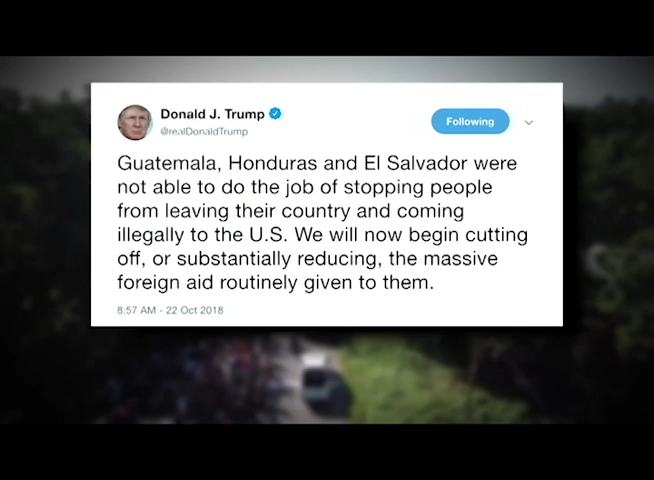 Donald J. Trump
@realDonaldTrump
Following
Guatemala, Honduras and El Salvador were
not able to do the job of stopping people
from leaving their country and coming
illegally to the U.S. We will now begin cutting
off, or substantially reducing, the massive
foreign aid routinely given to them.
8:57 AM - 22 Oct 2018